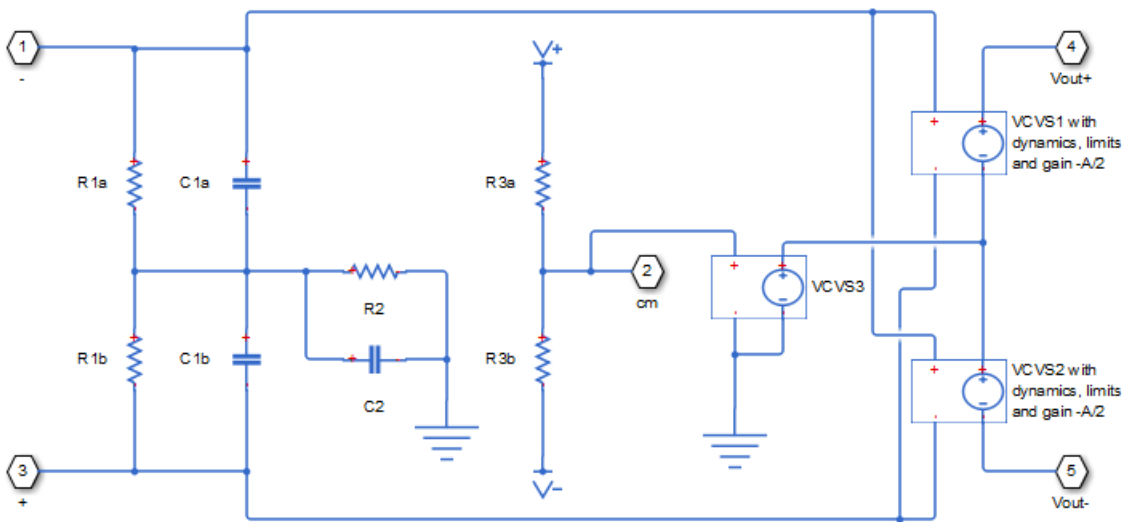 1
-
R1a
C1a
R1b
C1b
R2
C2
3
+
V+
R3a
R3b
V-
2
cm
VCVS3
4
Vout+
VCVS1 with
dynamics, limits
and gain -A/2
VCVS2 with
dynamics, limits
and gain -A/2
5
Vout-